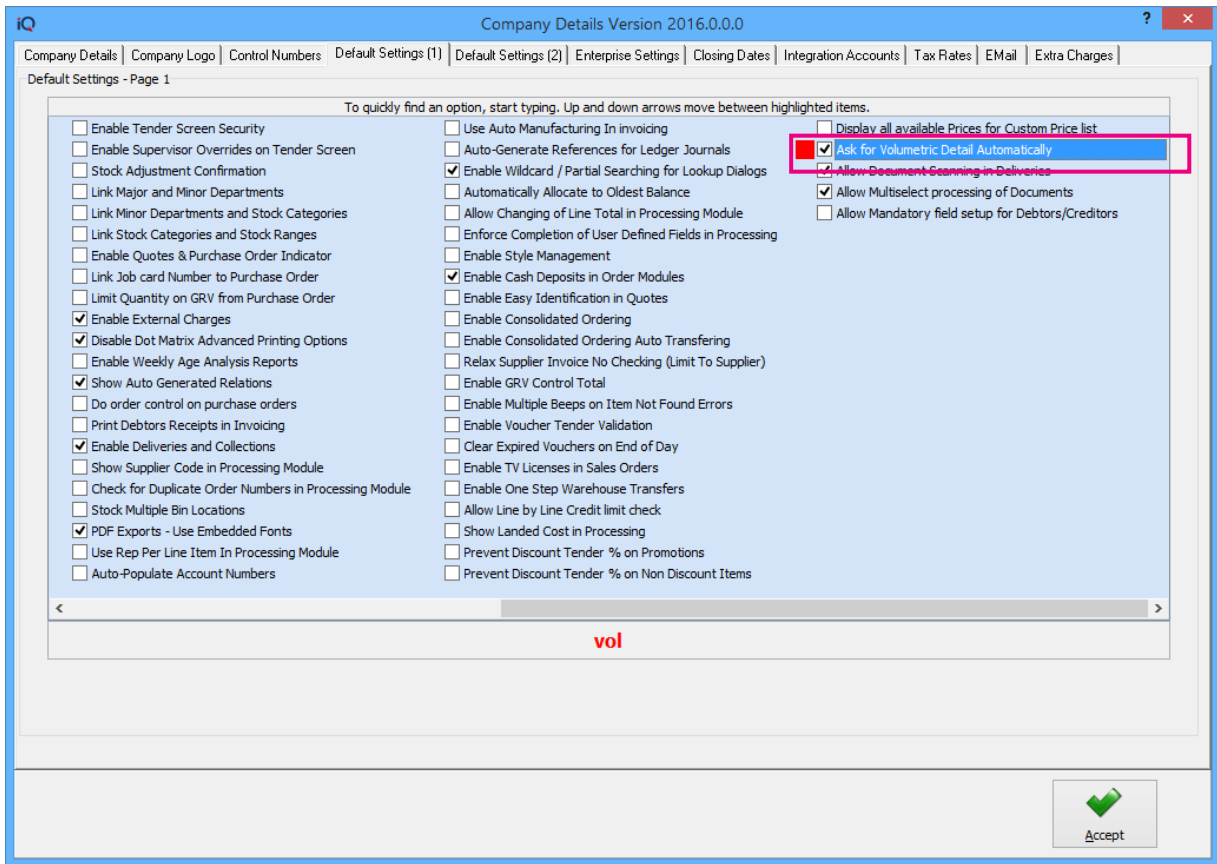 iQ
Company Details Version 2016.0.0.0
?
Company Details
Company Logo
Control Numbers
Default Settings (1)
Default Settings (2)
Enterprise Settings
Closing Dates
Integration Accounts
Tax Rates
EMail
Extra Charges
Default Settings - Page 1
To quickly find an option, start typing. Up and down arrows move between highlighted items.
Enable Tender Screen Security
Enable Supervisor Overrides on Tender Screen
Stock Adjustment Confirmation
Link Major and Minor Departments
Link Minor Departments and Stock Categories
Link Stock Categories and Stock Ranges
Enable Quotes & Purchase Order Indicator
Link Job card Number to Purchase Order
Limit Quantity on GRV from Purchase Order
Enable External Charges
Disable Dot Matrix Advanced Printing Options
Enable Weekly Age Analysis Reports
Show Auto Generated Relations
Do order control on purchase orders
Print Debtors Receipts in Invoicing
Enable Deliveries and Collections
Show Supplier Code in Processing Module
Check for Duplicate Order Numbers in Processing Module
Stock Multiple Bin Locations
PDF Exports - Use Embedded Fonts
Use Rep Per Line Item In Processing Module
Auto-Populate Account Numbers
Use Auto Manufacturing In invoicing
Auto-Generate References for Ledger Journals
Enable Wildcard / Partial Searching for Lookup Dialogs
Automatically Allocate to Oldest Balance
Allow Changing of Line Total in Processing Module
Enforce Completion of User Defined Fields in Processing
Enable Style Management
Enable Cash Deposits in Order Modules
Enable Easy Identification in Quotes
Enable Consolidated Ordering
Enable Consolidated Ordering Auto Transfering
Relax Supplier Invoice No Checking (Limit To Supplier)
Enable GRV Control Total
Enable Multiple Beeps on Item Not Found Errors
Enable Voucher Tender Validation
Clear Expired Vouchers on End of Day
Enable TV Licenses in Sales Orders
Enable One Step Warehouse Transfers
Allow Line by Line Credit limit check
Show Landed Cost in Processing
Prevent Discount Tender % on Promotions
Prevent Discount Tender % on Non Discount Items
Display all available Prices for Custom Price list
Ask for Volumetric Detail Automatically
Allow Document Scanning in Deliveries
Allow Multiselect processing of Documents
Allow Mandatory field setup for Debtors/Creditors
vol
Accept